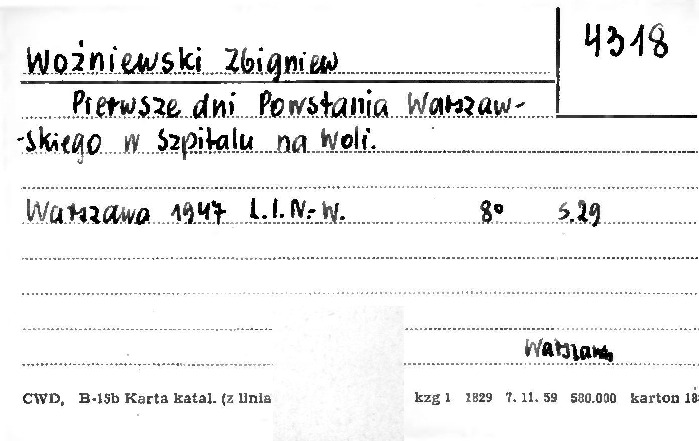 4318
Woźniewski Zbigniew
Pierwsze dni Powstania Warszaw-
-skiego w Szpitalu na Woli.
Warszawa 1947 L.I.N.-W. 8° s.29
Warszawa
CWD, B-15b Karta katal. (z linia kzg 1 1829 7. 11. 59 580.000 karton 18